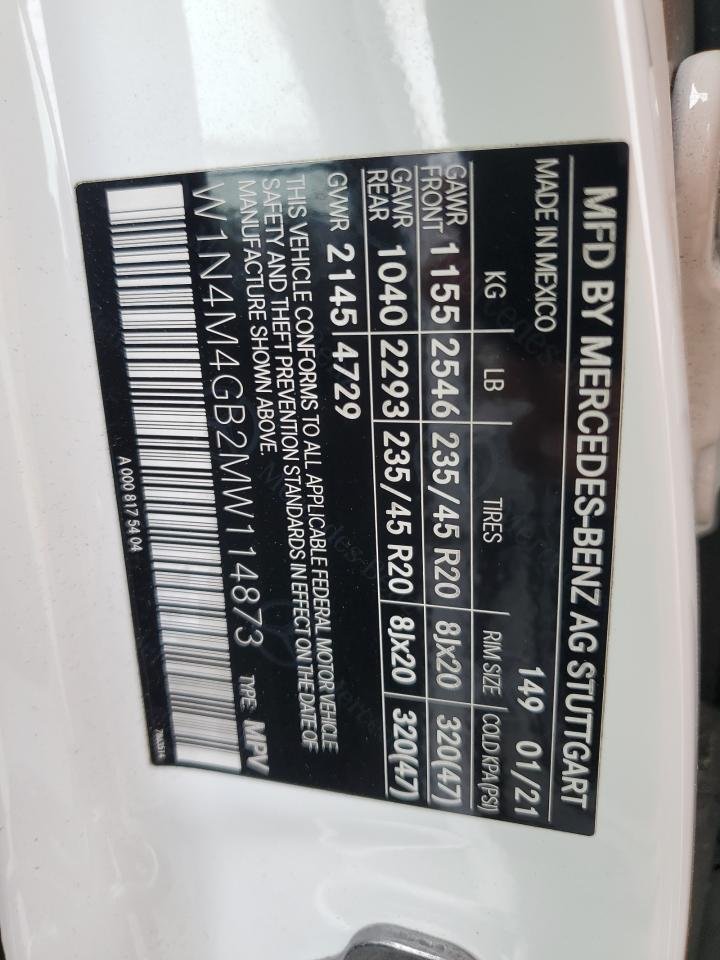 MFD BY MERCEDES-BENZ AG STUTTGART
MADE IN MEXICO 149 01/21
KG LB TIRES RIM SIZE COLD KPA(PSI)
GAWR FRONT 1155 2546 235/45 R20 8Jx20 320(47)
GAWR REAR 1040 2293 235/45 R20 8Jx20 320(47)
GVWR 2145 4729
THIS VEHICLE CONFORMS TO ALL APPLICABLE FEDERAL MOTOR VEHICLE
SAFETY AND THEFT PREVENTION STANDARDS IN EFFECT ON THE DATE OF
MANUFACTURE SHOWN ABOVE.
W1N4M4GB2MW114873 TYPE: MPV
A 000 817 54 04